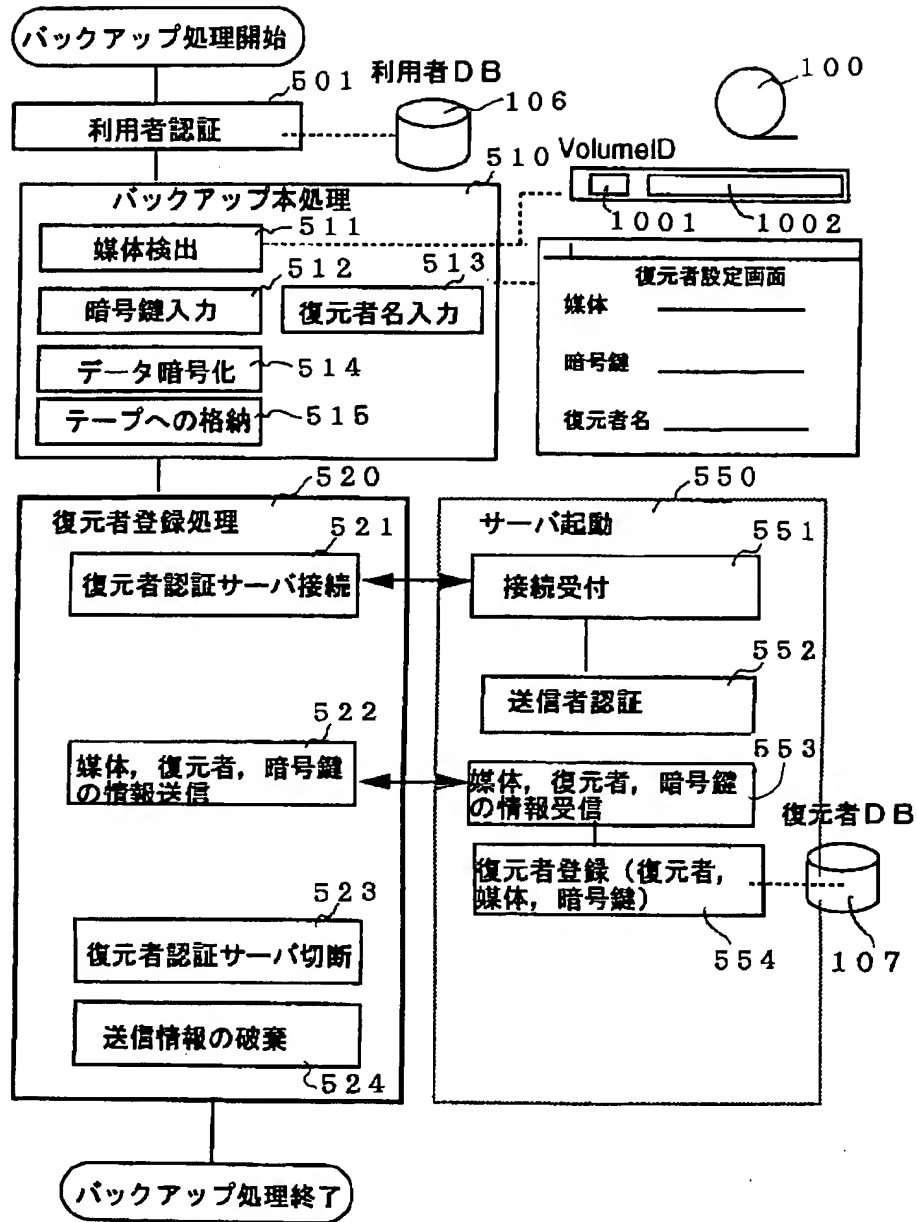 バックアップ処理開始
501
利用者DB
106
100
利用者認証
VolumeID
510
バックアップ本処理
1001
1002
511
媒体検出
512
513
暗号鍵入力
復元者名入力
復元者設定画面
媒体
暗号鍵
復元者名
データ暗号化
514
テープへの格納
515
520
復元者登録処理
521
復元者認証サーバ接続
550
サーバ起動
551
接続受付
552
送信者認証
522
媒体，復元者，暗号鍵
の情報送信
553
媒体，復元者，暗号鍵
の情報受信
復元者DB
復元者登録（復元者，
媒体，暗号鍵）
554
107
523
復元者認証サーバ切断
送信情報の破棄
524
バックアップ処理終了